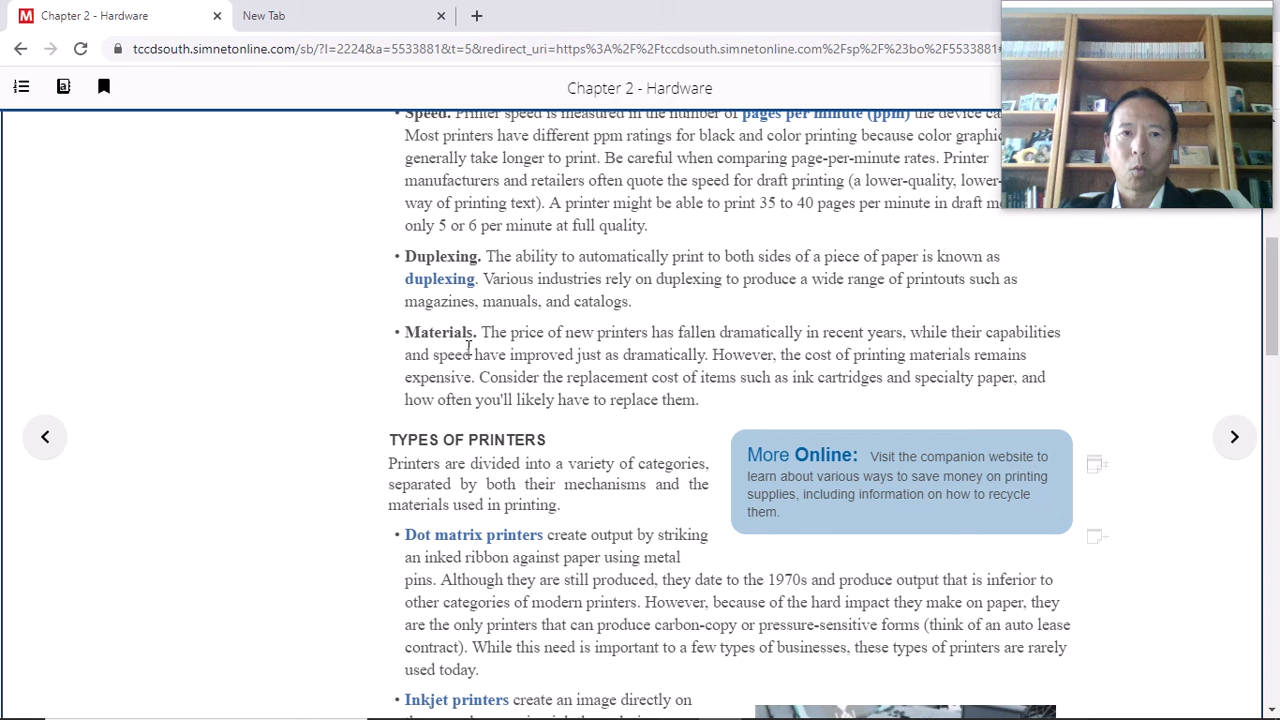 Chapter 2 - Hardware
New Tab
tccdsouth.simnetonline.com/sb/?l=2224&a=5533881&t=5&redirect_uri=https%3A%2F%2Ftccdsouth.simnetonline.com%2Fsp%2F%23bo%2F5533881
Chapter 2 - Hardware
• Speed. Printer speed is measured in the number of pages per minute (ppm) the device
Most printers have different ppm ratings for black and color printing because color
generally take longer to print. Be careful when comparing page-per-minute rates. Printer
manufacturers and retailers often quote the speed for draft printing (a lower-quality,
way of printing text). A printer might be able to print 35 to 40 pages per minute in draft
only 5 or 6 per minute at full quality.
• Duplexing. The ability to automatically print to both sides of a piece of paper is known as
duplexing. Various industries rely on duplexing to produce a wide range of printouts such as
magazines, manuals, and catalogs.
• Materials. The price of new printers has fallen dramatically in recent years, while their capabilities
and speed have improved just as dramatically. However, the cost of printing materials remains
expensive. Consider the replacement cost of items such as ink cartridges and specialty paper, and
how often you'll likely have to replace them.
TYPES OF PRINTERS
Printers are divided into a variety of categories,
separated by both their mechanisms and the
materials used in printing.
More Online: Visit the companion website to
learn about various ways to save money on printing
supplies, including information on how to recycle
them.
• Dot matrix printers create output by striking
an inked ribbon against paper using metal
pins. Although they are still produced, they date to the 1970s and produce output that is inferior to
other categories of modern printers. However, because of the hard impact they make on paper, they
are the only printers that can produce carbon-copy or pressure-sensitive forms (think of an auto lease
contract). While this need is important to a few types of businesses, these types of printers are rarely
used today.
• Inkjet printers create an image directly on